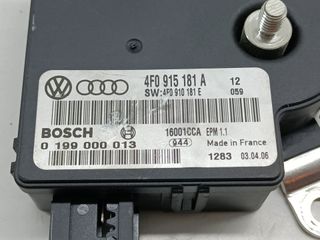 4F0 915 181 A 12
SW:4F0 910 181 E 059
BOSCH 16001CCA EPM 1.1
0 199 000 013 944 Made in France
1283 03.04.06